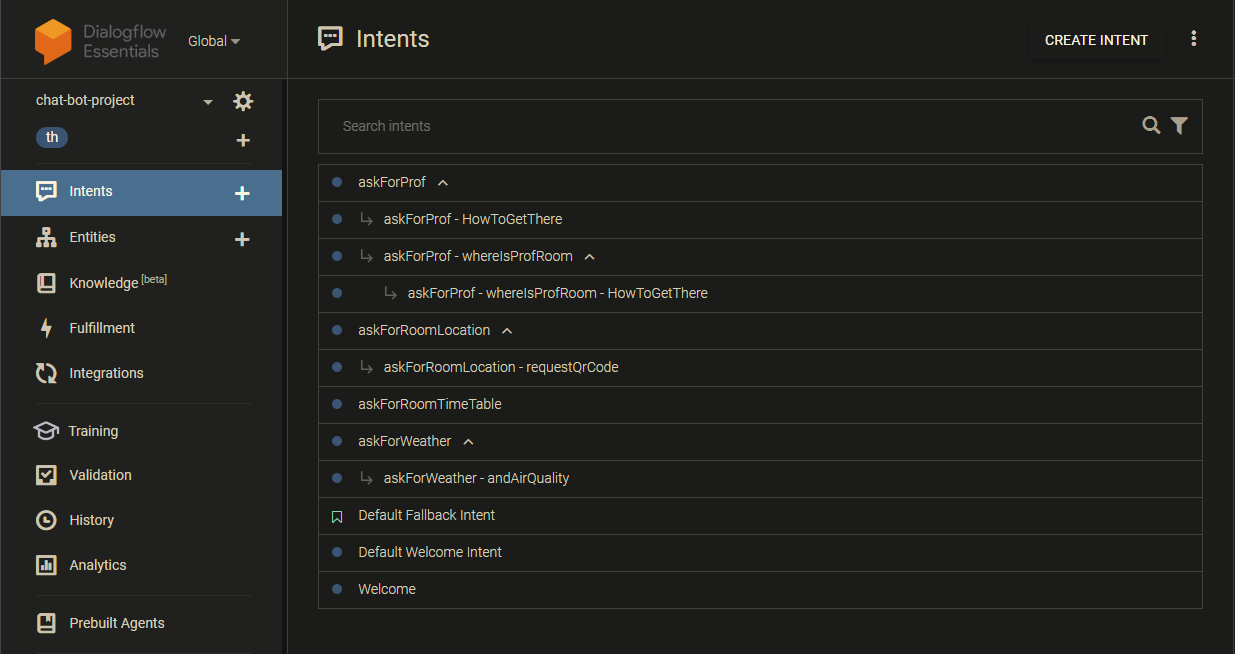 Dialogflow
Essentials
Global
Intents
CREATE INTENT
chat-bot-project
th
Intents
Entities
Knowledge [beta]
Fulfillment
Integrations
Training
Validation
History
Analytics
Prebuilt Agents
Search intents
askForProf
askForProf - HowToGetThere
askForProf - whereIsProfRoom
askForProf - whereIsProfRoom - HowToGetThere
askForRoomLocation
askForRoomLocation - requestQrCode
askForRoomTimeTable
askForWeather
askForWeather - andAirQuality
Default Fallback Intent
Default Welcome Intent
Welcome